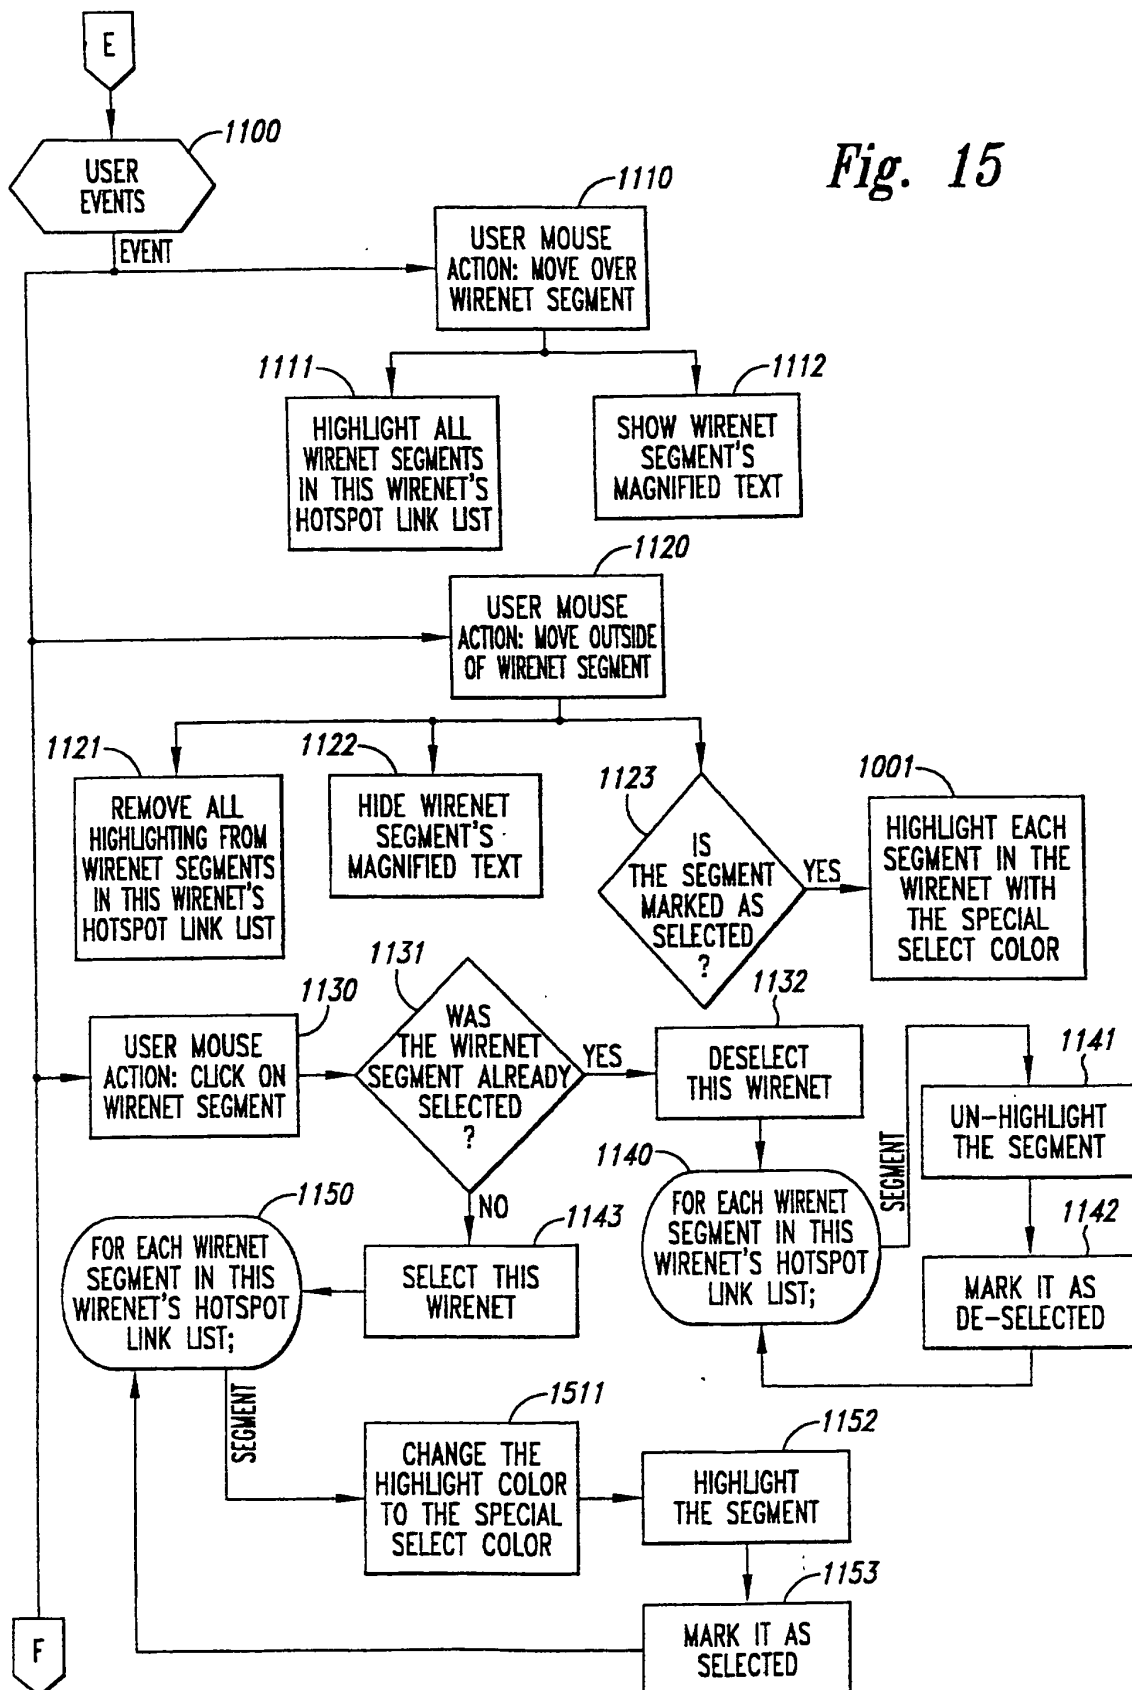 E
1100
USER
EVENTS
Fig. 15
EVENT
1110
USER MOUSE
ACTION: MOVE OVER
WIRENET SEGMENT
1111
HIGHLIGHT ALL
WIRENET SEGMENTS
IN THIS WIRENET'S
HOTSPOT LINK LIST
1112
SHOW WIRENET
SEGMENT'S
MAGNIFIED TEXT
1120
USER MOUSE
ACTION: MOVE OUTSIDE
OF WIRENET SEGMENT
1121
REMOVE ALL
HIGHLIGHTING FROM
WIRENET SEGMENTS
IN THIS WIRENET'S
HOTSPOT LINK LIST
1122
HIDE WIRENET
SEGMENT'S
MAGNIFIED TEXT
1123
IS
THE SEGMENT
MARKED AS
SELECTED
?
YES
1001
HIGHLIGHT EACH
SEGMENT IN THE
WIRENET WITH
THE SPECIAL
SELECT COLOR
1130
USER MOUSE
ACTION: CLICK ON
WIRENET SEGMENT
1131
WAS
THE WIRENET
SEGMENT ALREADY
SELECTED
?
YES
NO
1132
DESELECT
THIS WIRENET
1140
FOR EACH WIRENET
SEGMENT IN THIS
WIRENET'S HOTSPOT
LINK LIST;
SEGMENT
1141
UN-HIGHLIGHT
THE SEGMENT
1142
MARK IT AS
DE-SELECTED
1143
SELECT THIS
WIRENET
1150
FOR EACH WIRENET
SEGMENT IN THIS
WIRENET'S HOTSPOT
LINK LIST;
SEGMENT
1511
CHANGE THE
HIGHLIGHT COLOR
TO THE SPECIAL
SELECT COLOR
1152
HIGHLIGHT
THE SEGMENT
1153
MARK IT AS
SELECTED
F